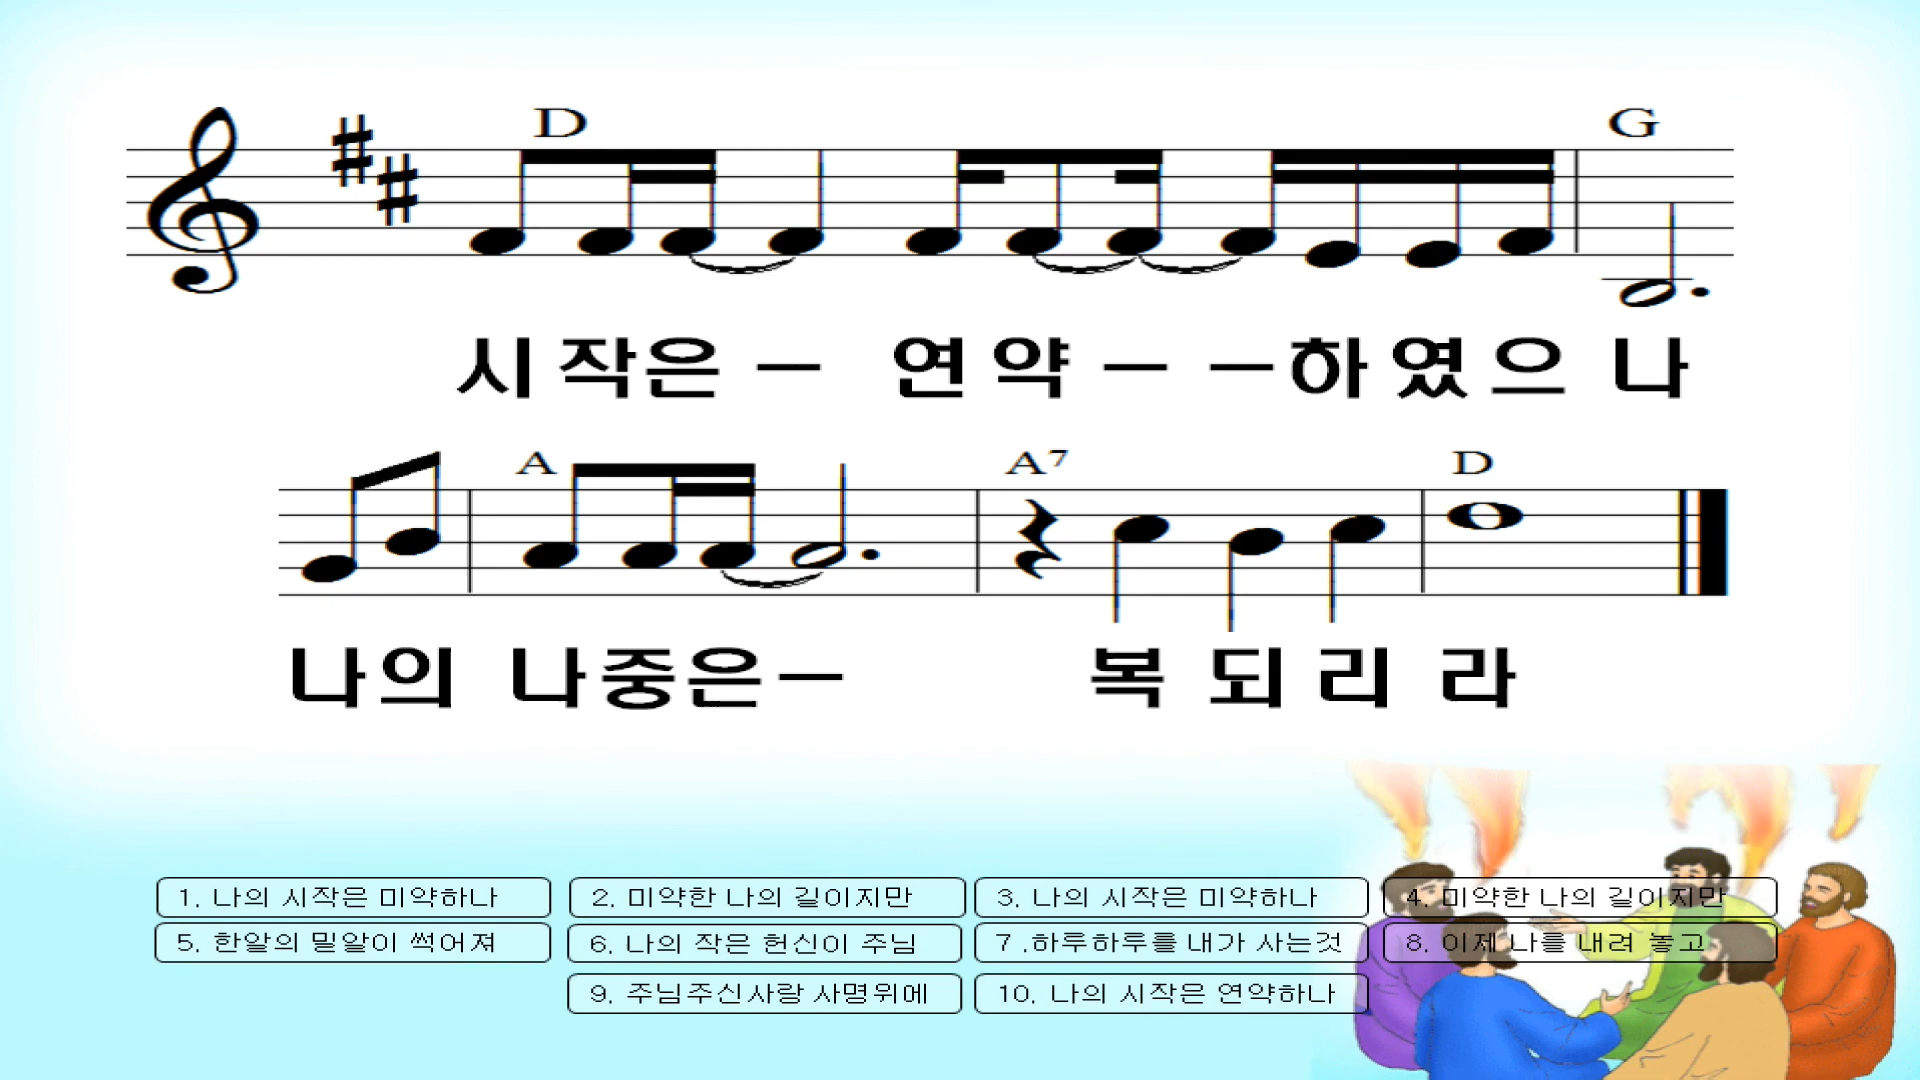 D G
시작은ー 연약ーー하였으 나
A A7 D
나의 나중은ー 복 되 리 라
1. 나의 시작은 미약하나 2. 미약한 나의 길이지만 3. 나의 시작은 미약하나 4. 미약한 나의 길이지만
5. 한알의 밀알이 썩어져 6. 나의 작은 헌신이 주님 7 .하루하루를 내가 사는것 8. 이제 나를 내려 놓고
9. 주님주신사랑 사명위에 10. 나의 시작은 연약하나